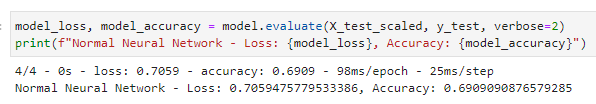 model_loss, model_accuracy = model.evaluate(X_test_scaled, y_test, verbose=2)
print(f"Normal Neural Network - Loss: {model_loss}, Accuracy: {model_accuracy}")
4/4 - 0s - loss: 0.7059 - accuracy: 0.6909 - 98ms/epoch - 25ms/step
Normal Neural Network - Loss: 0.7059475779533386, Accuracy: 0.6909090876579285